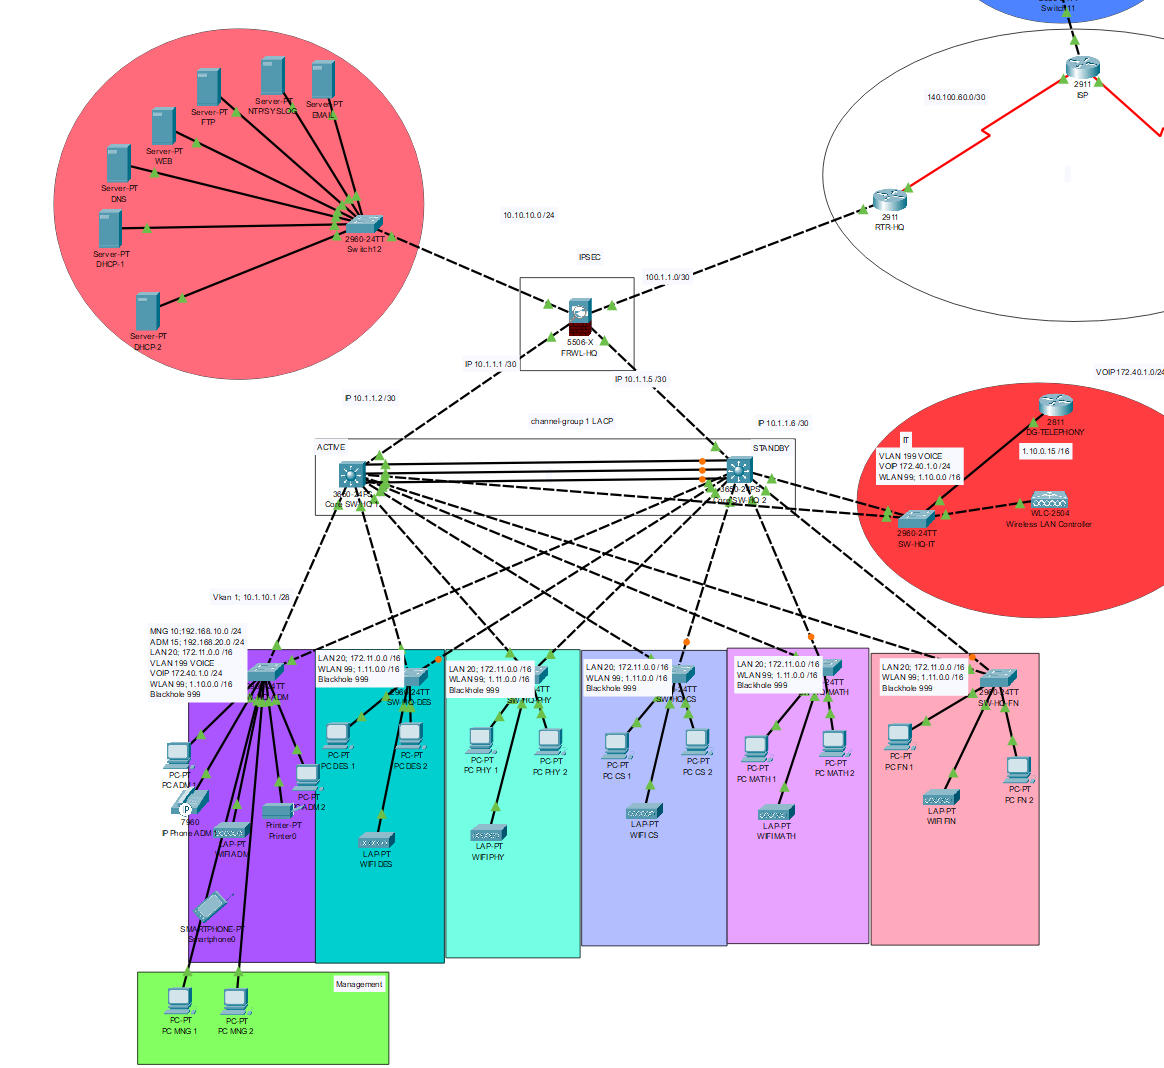 Switch11
2911
ISP
140.100.60.0/30
2911
RTR-HQ
Server-PT
FTP
Server-PT
NTP/SYSLOG
Server-PT
EMAIL
Server-PT
WEB
Server-PT
DNS
Server-PT
DHCP-1
Server-PT
DHCP-2
2960-24TT
Switch12
10.10.10.0 /24
IPSEC
100.1.1.0/30
5506-X
FRWL-HQ
IP 10.1.1.1 /30
IP 10.1.1.5 /30
IP 10.1.1.2 /30
channel-group 1 LACP
IP 10.1.1.6 /30
ACTIVE
STANDBY
3650-24PS
Core SW-HQ 1
3650-24PS
Core SW-HQ 2
VOIP 172.40.1.0/24
2811
DG-TELEPHONY
IT
VLAN 199 VOICE
VOIP 172.40.1.0 /24
WLAN 99; 1.10.0.0 /16
1.10.0.15 /16
WLC-2504
Wireless LAN Controller
2960-24TT
SW-HQ-IT
Vkan 1; 10.1.10.1 /28
MNG 10;192.168.10.0 /24
ADM 15; 192.168.20.0 /24
LAN 20; 172.11.0.0 /16
VLAN 199 VOICE
VOIP 172.40.1.0 /24
WLAN 99; 1.10.0.0 /16
Blackhole 999
LAN 20; 172.11.0.0 /16
WLAN 99; 1.11.0.0 /16
Blackhole 999
2960-24TT
SW-HQ-DES
LAN 20; 172.11.0.0 /16
WLAN 99; 1.11.0.0 /16
Blackhole 999
SW-HQ-PHY
LAN 20; 172.11.0.0 /16
WLAN 99; 1.11.0.0 /16
Blackhole 999
LAN 20; 172.11.0.0 /16
WLAN 99; 1.11.0.0 /16
Blackhole 999
LAN 20; 172.11.0.0 /16
WLAN 99; 1.11.0.0 /16
Blackhole 999
2960-24TT
SW-HQ-FN
PC-PT
PC ADM 1
7960
IP Phone ADM
IP
PC-PT
PC ADM 2
Printer-PT
Printer0
LAP-PT
WIFI ADM
SMARTPHONE-PT
Smartphone0
PC-PT
PC DES 1
PC-PT
PC DES 2
LAP-PT
WIFI DES
PC-PT
PC PHY 1
PC-PT
PC PHY 2
LAP-PT
WIFI PHY
PC-PT
PC CS 1
PC-PT
PC CS 2
LAP-PT
WIFI CS
PC-PT
PC MATH 1
PC-PT
PC MATH 2
LAP-PT
WIFI MATH
PC-PT
PC FN 1
PC-PT
PC FN 2
LAP-PT
WIFI FIN
Management
PC-PT
PC MNG 1
PC-PT
PC MNG 2